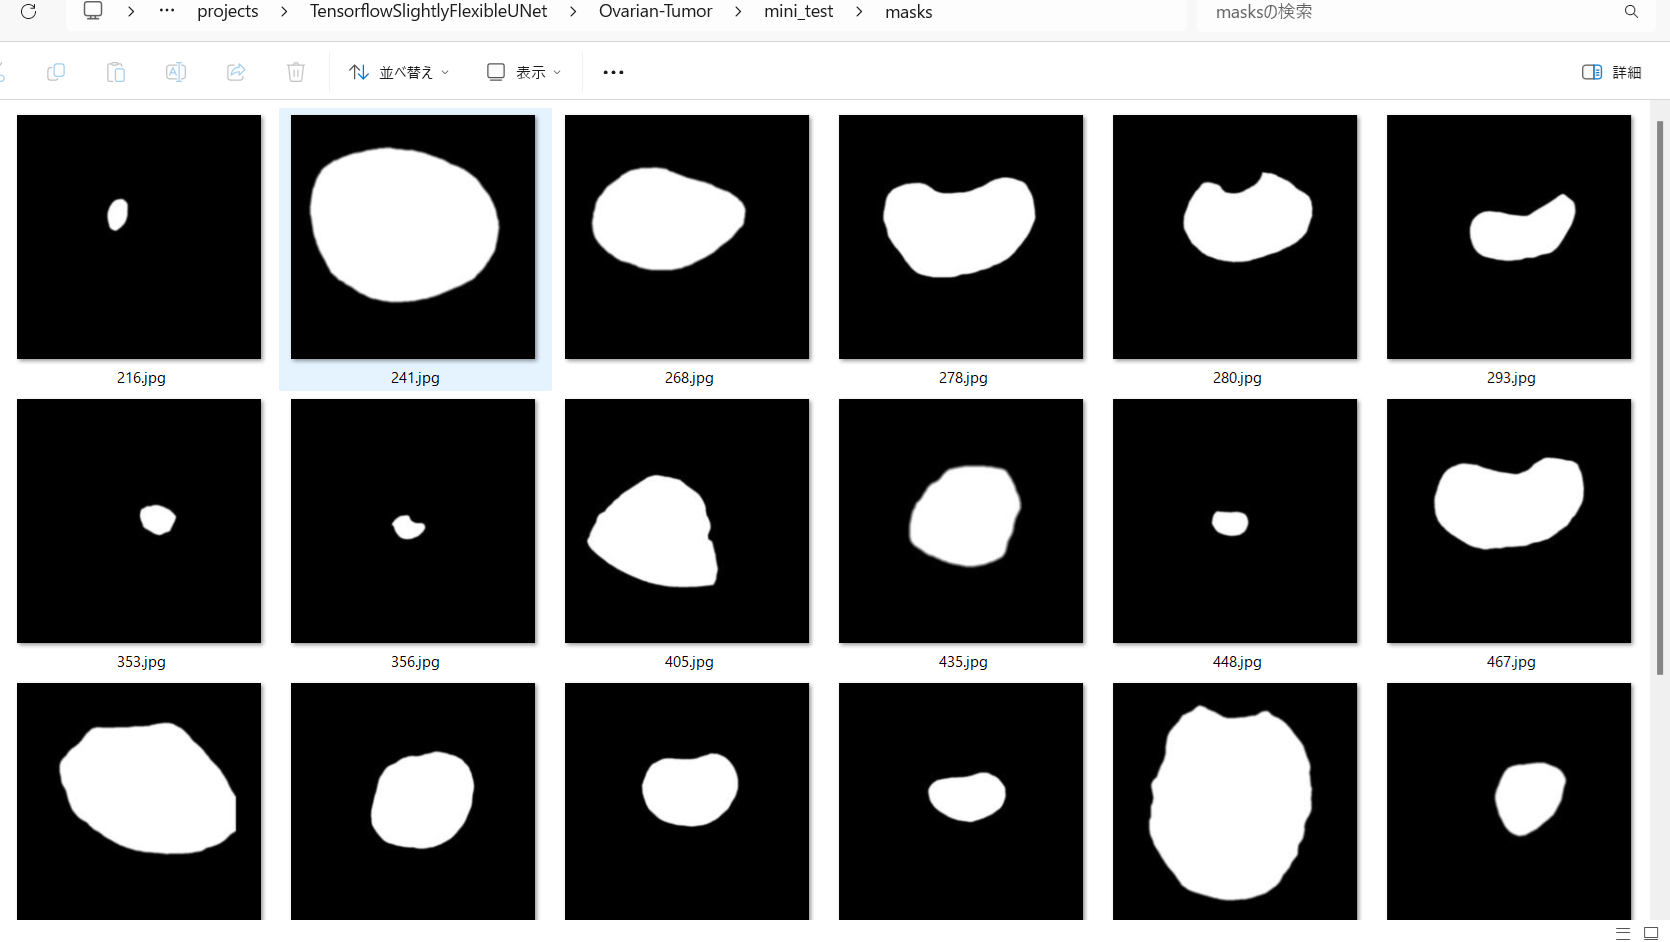 projects > TensorflowSlightlyFlexibleUNet > Ovarian-Tumor > mini_test > masks
masksの検索
並べ替え
表示
詳細
216.jpg
241.jpg
268.jpg
278.jpg
280.jpg
293.jpg
353.jpg
356.jpg
405.jpg
435.jpg
448.jpg
467.jpg